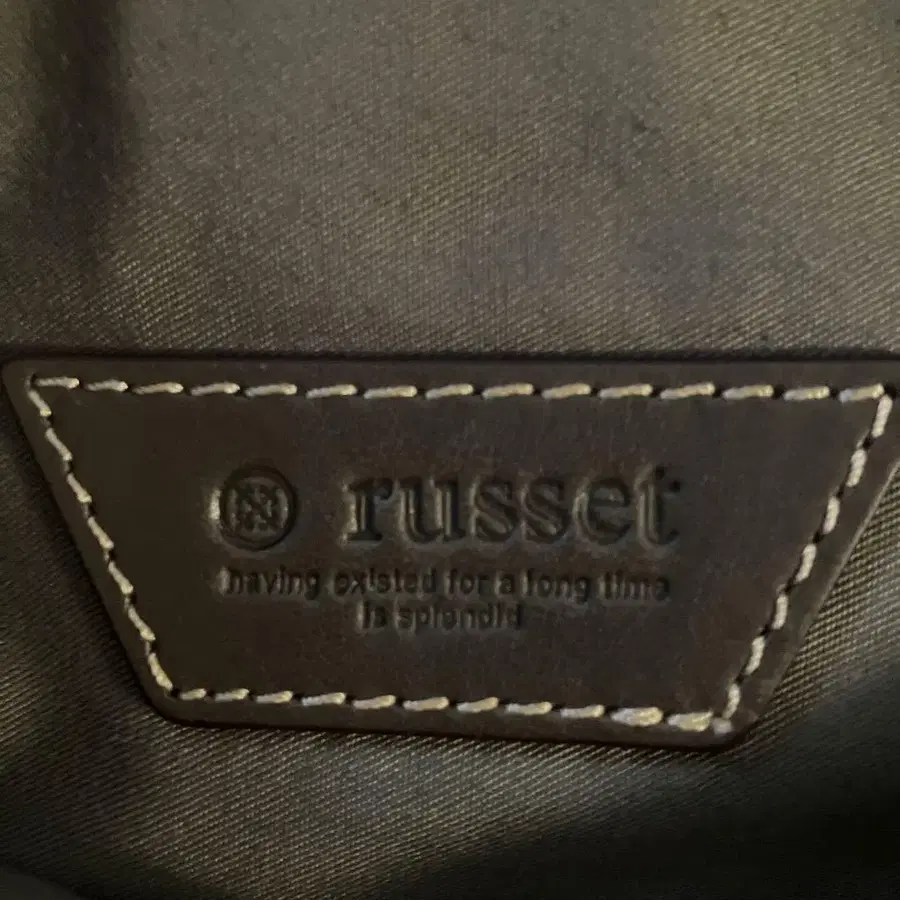 russet
having existed for a long time
is splendid